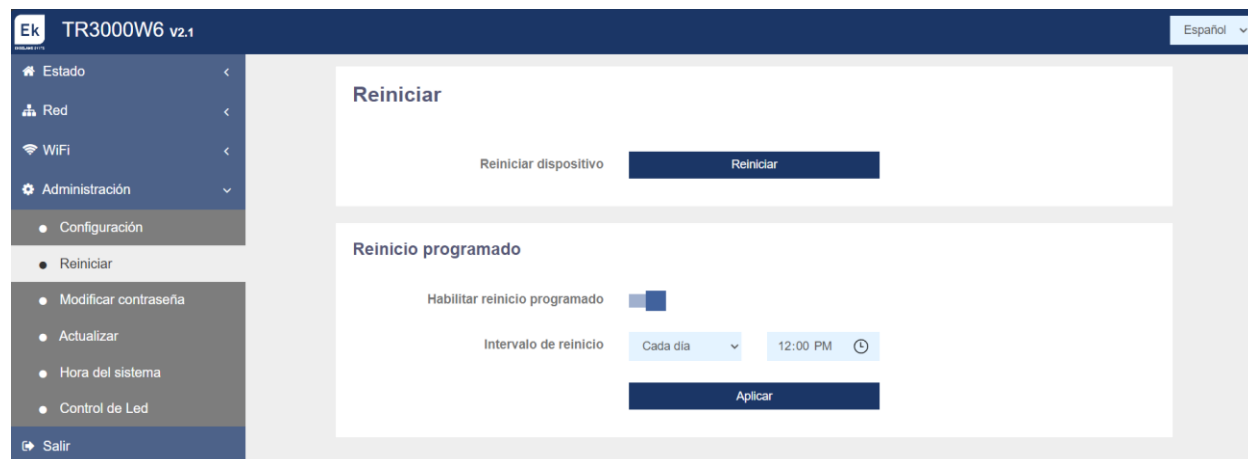 Ek TR3000W6 V2.1
Español
Estado
Red
WiFi
Administración
Configuración
Reiniciar
Modificar contraseña
Actualizar
Hora del sistema
Control de Led
Salir
Reiniciar
Reiniciar dispositivo Reiniciar
Reinicio programado
Habilitar reinicio programado
Intervalo de reinicio Cada día 12:00 PM
Aplicar